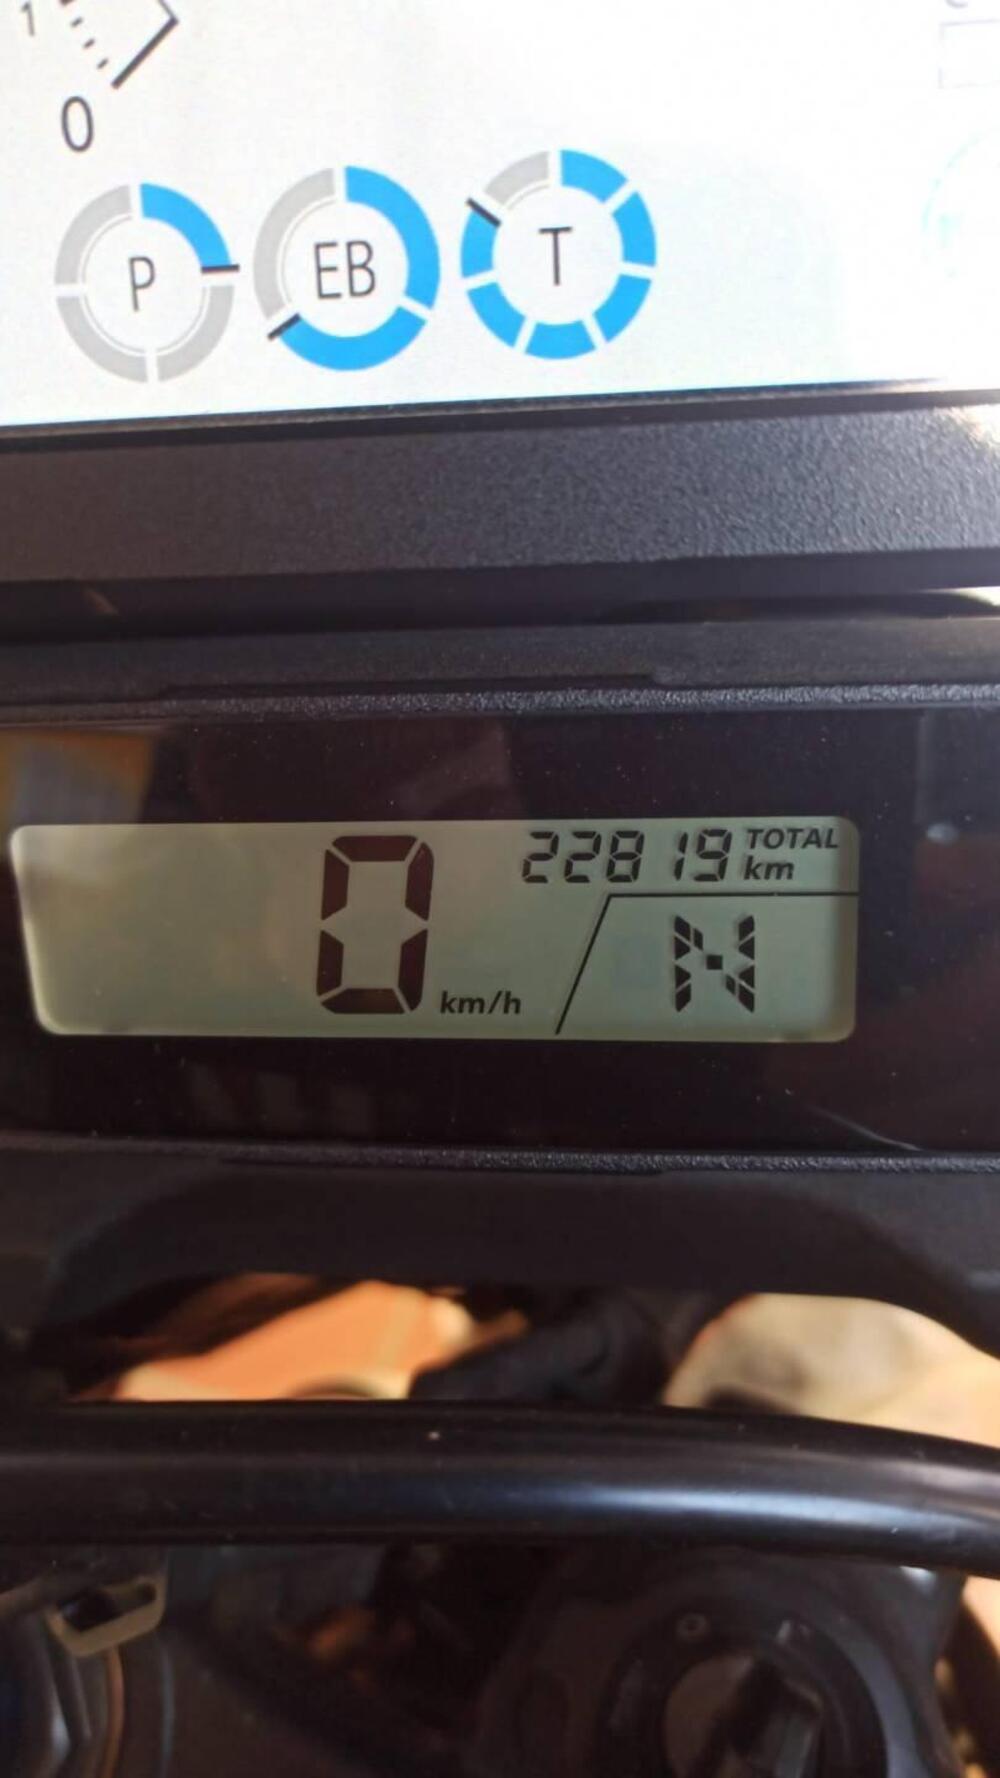 1
0
P EB T
22819 TOTAL
km
0 km/h N